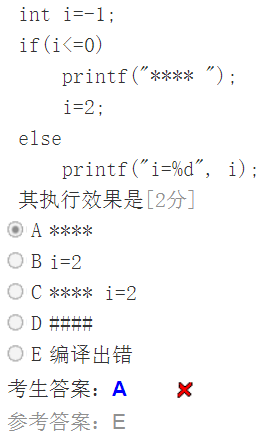 int i=-1;
if(i<=0)
    printf("**** ");
    i=2;
else
    printf("i=%d", i);
其执行效果是[2分]
A ****
B i=2
C **** i=2
D ####
E 编译出错
考生答案：A
参考答案：E